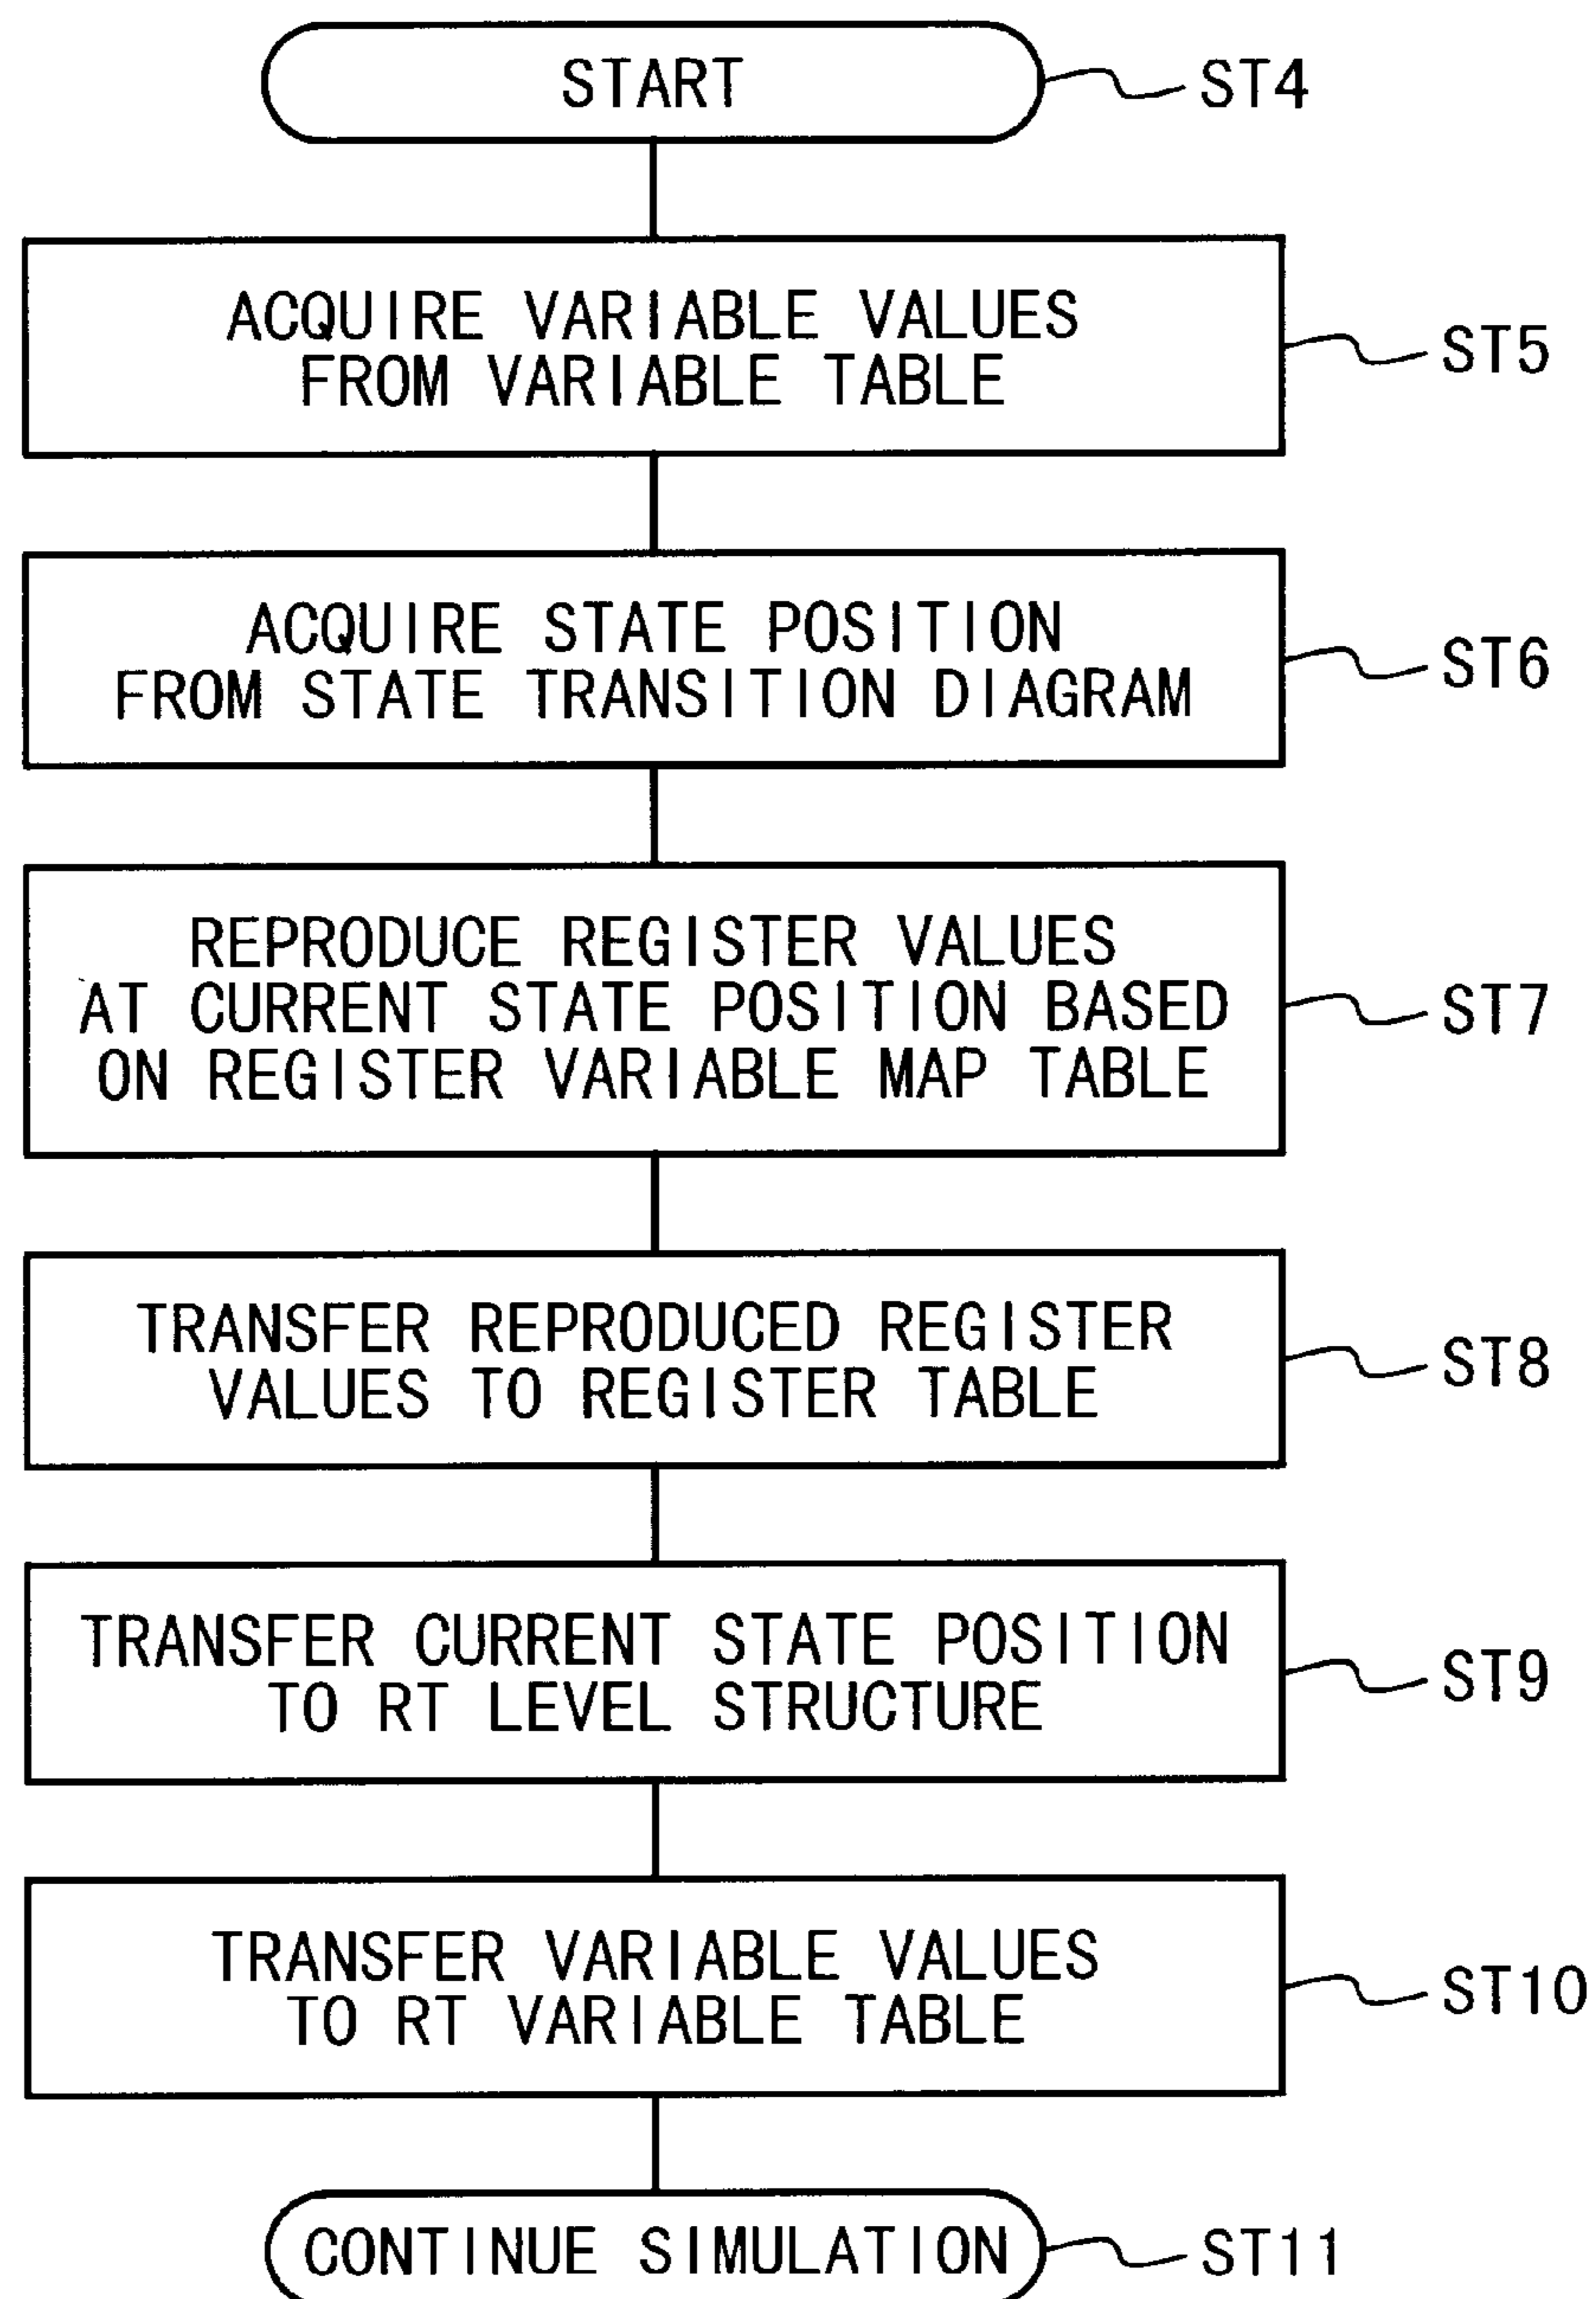 START
ST4
ACQUIRE VARIABLE VALUES
FROM VARIABLE TABLE
ST5
ACQUIRE STATE POSITION
FROM STATE TRANSITION DIAGRAM
ST6
REPRODUCE REGISTER VALUES
AT CURRENT STATE POSITION BASED
ON REGISTER VARIABLE MAP TABLE
ST7
TRANSFER REPRODUCED REGISTER
VALUES TO REGISTER TABLE
ST8
TRANSFER CURRENT STATE POSITION
TO RT LEVEL STRUCTURE
ST9
TRANSFER VARIABLE VALUES
TO RT VARIABLE TABLE
ST10
CONTINUE SIMULATION
ST11